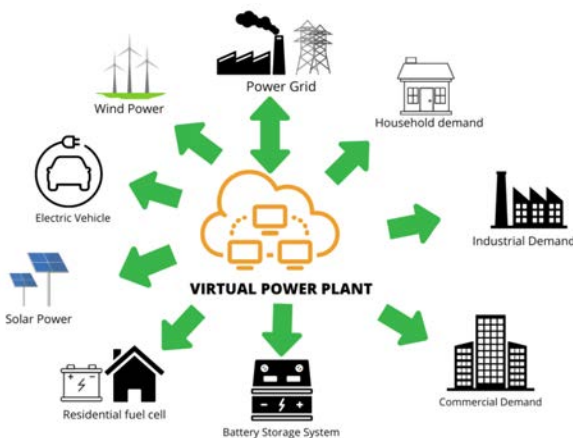 Power Grid
Wind Power
Household demand
Electric Vehicle
Industrial Demand
VIRTUAL POWER PLANT
Solar Power
Residential fuel cell
Battery Storage System
Commercial Demand